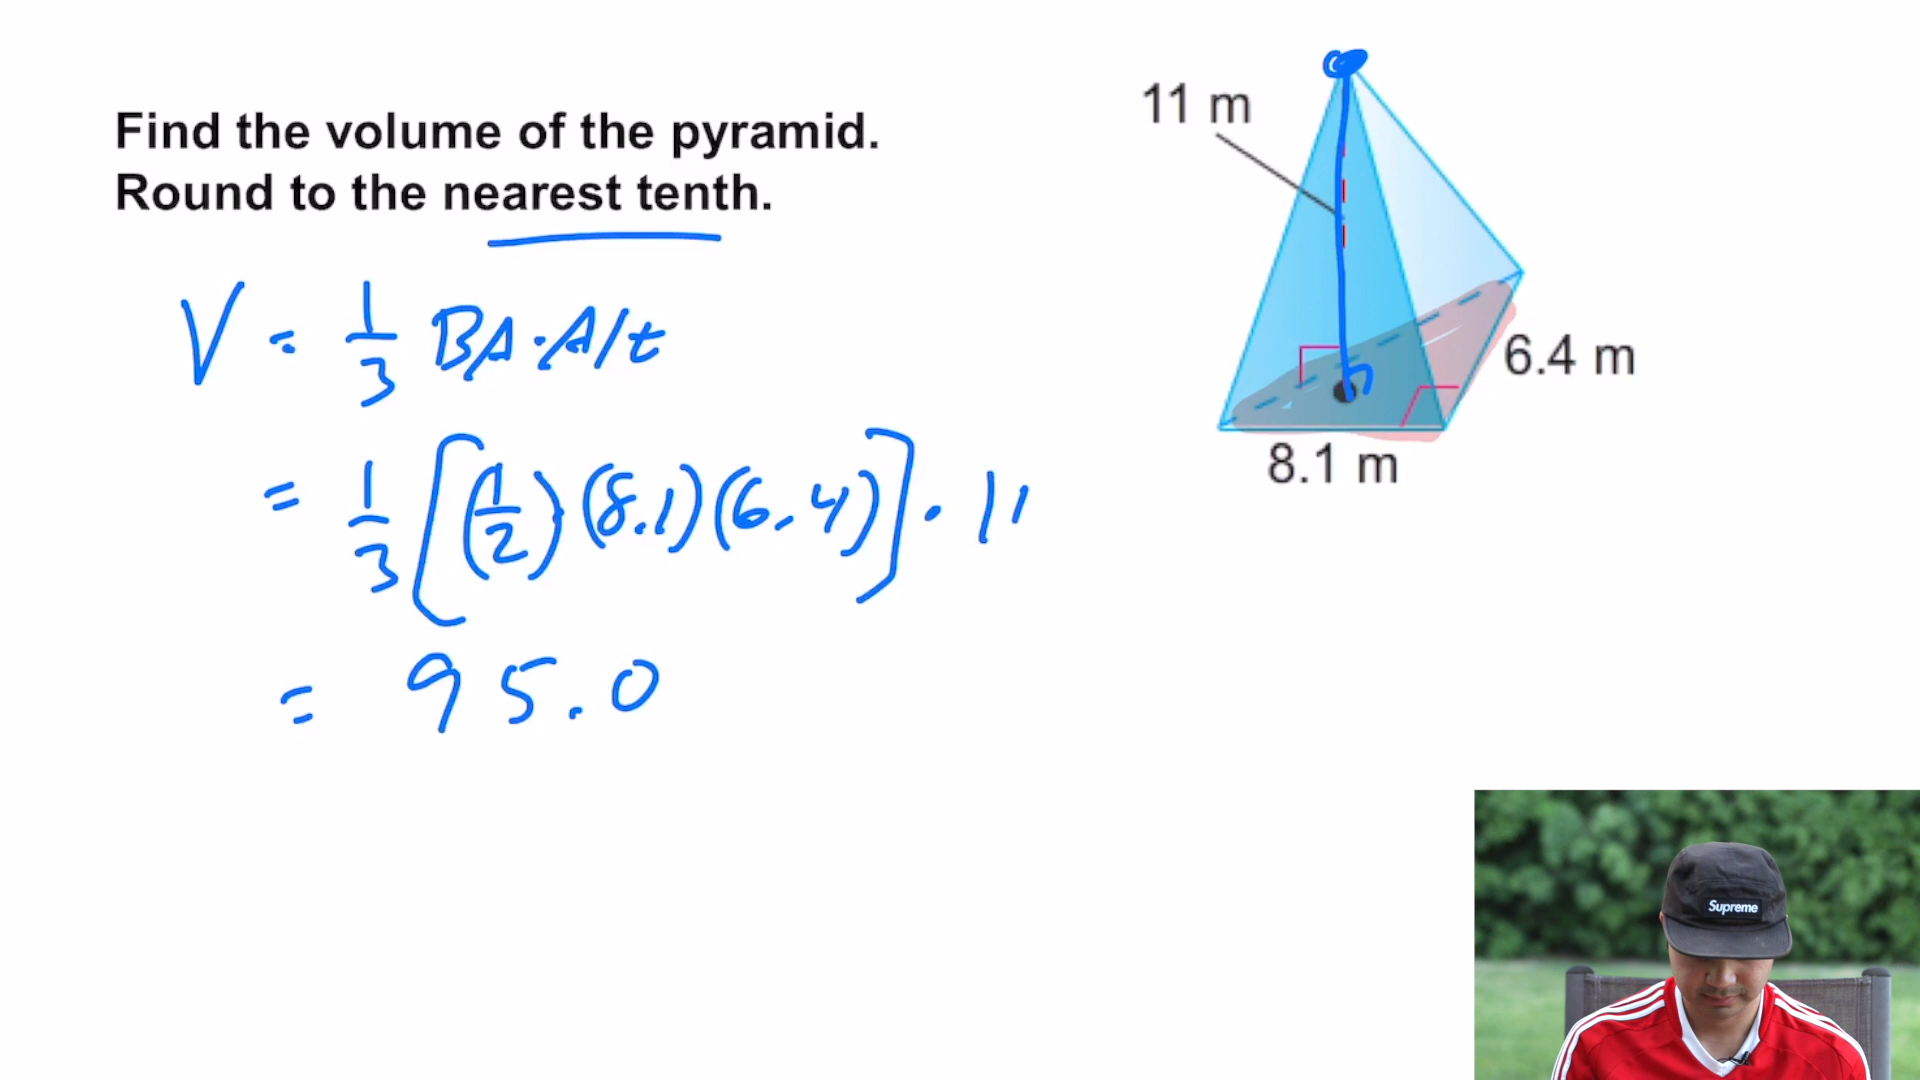 Find the volume of the pyramid.
Round to the nearest tenth.
V = 1/3 BA · Alt
= 1/3 [(1/2)(8.1)(6.4)] · 11
= 95.0
11 m
6.4 m
8.1 m
Supreme